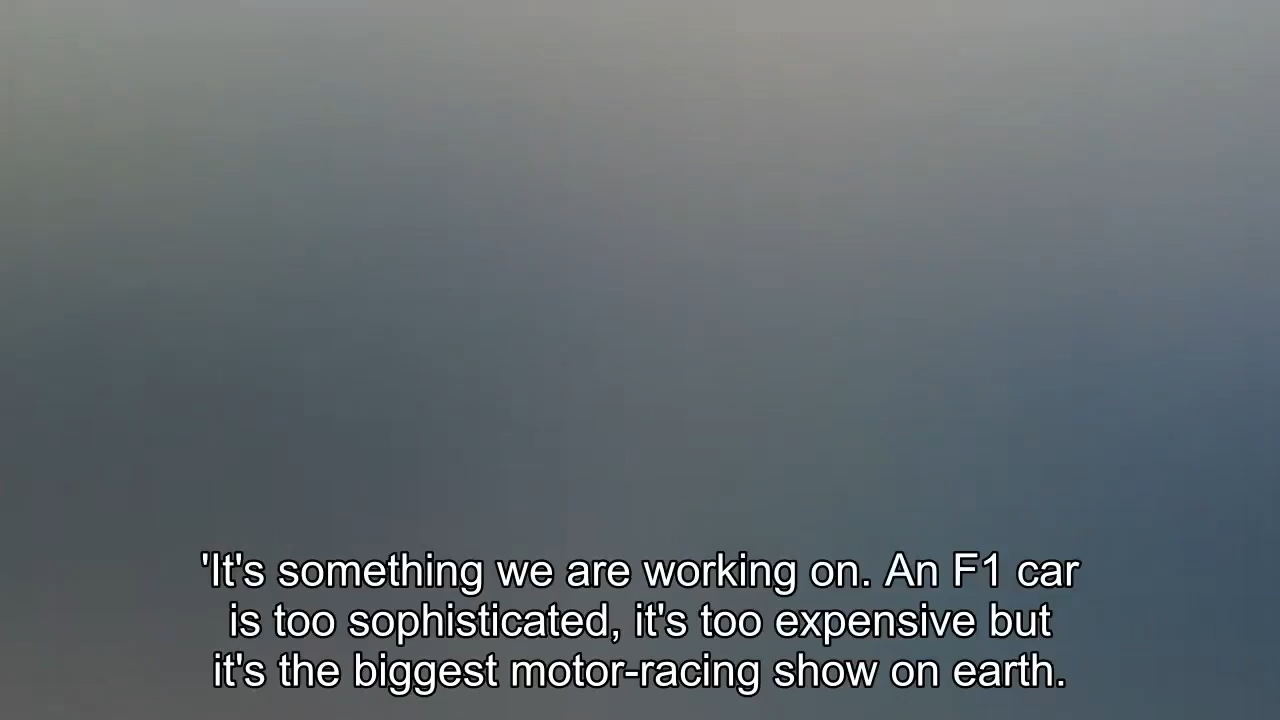 'It's something we are working on. An F1 car
is too sophisticated, it's too expensive but
it's the biggest motor-racing show on earth.